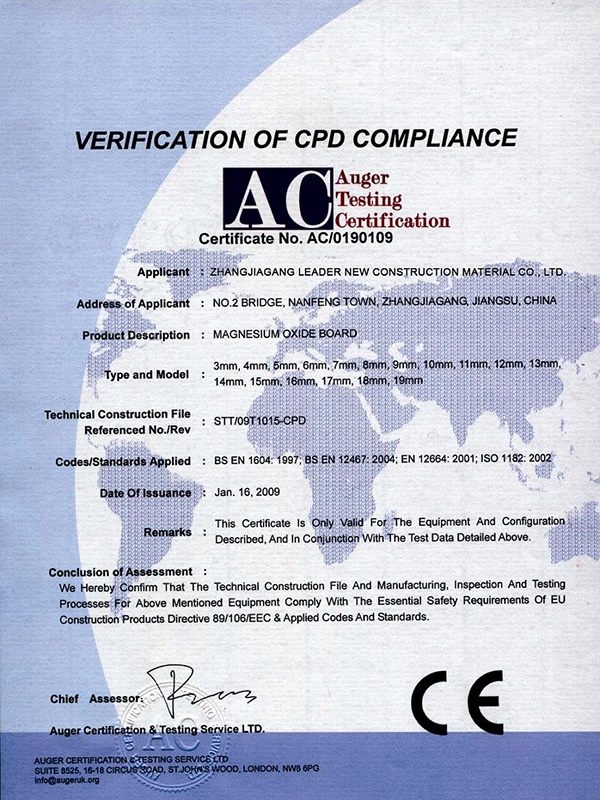 VERIFICATION OF CPD COMPLIANCE
AC Auger
Testing
Certification
Certificate No. AC/0190109
Applicant : ZHANGJIAGANG LEADER NEW CONSTRUCTION MATERIAL CO., LTD.
Address of Applicant : NO.2 BRIDGE, NANFENG TOWN, ZHANGJIAGANG, JIANGSU, CHINA
Product Description : MAGNESIUM OXIDE BOARD
Type and Model : 3mm, 4mm, 5mm, 6mm, 7mm, 8mm, 9mm, 10mm, 11mm, 12mm, 13mm,
14mm, 15mm, 16mm, 17mm, 18mm, 19mm
Technical Construction File
Referenced No./Rev : STT/09T1015-CPD
Codes/Standards Applied : BS EN 1604: 1997; BS EN 12467: 2004; EN 12664: 2001; ISO 1182: 2002
Date Of Issuance : Jan. 16, 2009
Remarks : This Certificate Is Only Valid For The Equipment And Configuration
Described, And In Conjunction With The Test Data Detailed Above.
Conclusion of Assessment :
We Hereby Confirm That The Technical Construction File And Manufacturing, Inspection And Testing
Processes For Above Mentioned Equipment Comply With The Essential Safety Requirements Of EU
Construction Products Directive 89/106/EEC & Applied Codes And Standards.
Chief Assessor:
Auger Certification & Testing Service LTD.
CE
AC
AUGER CERTIFICATION & TESTING SERVICE LTD
SUITE 8525, 16-18 CIRCUS ROAD, ST.JOHN'S WOOD, LONDON, NW8 6PG
info@augeruk.org